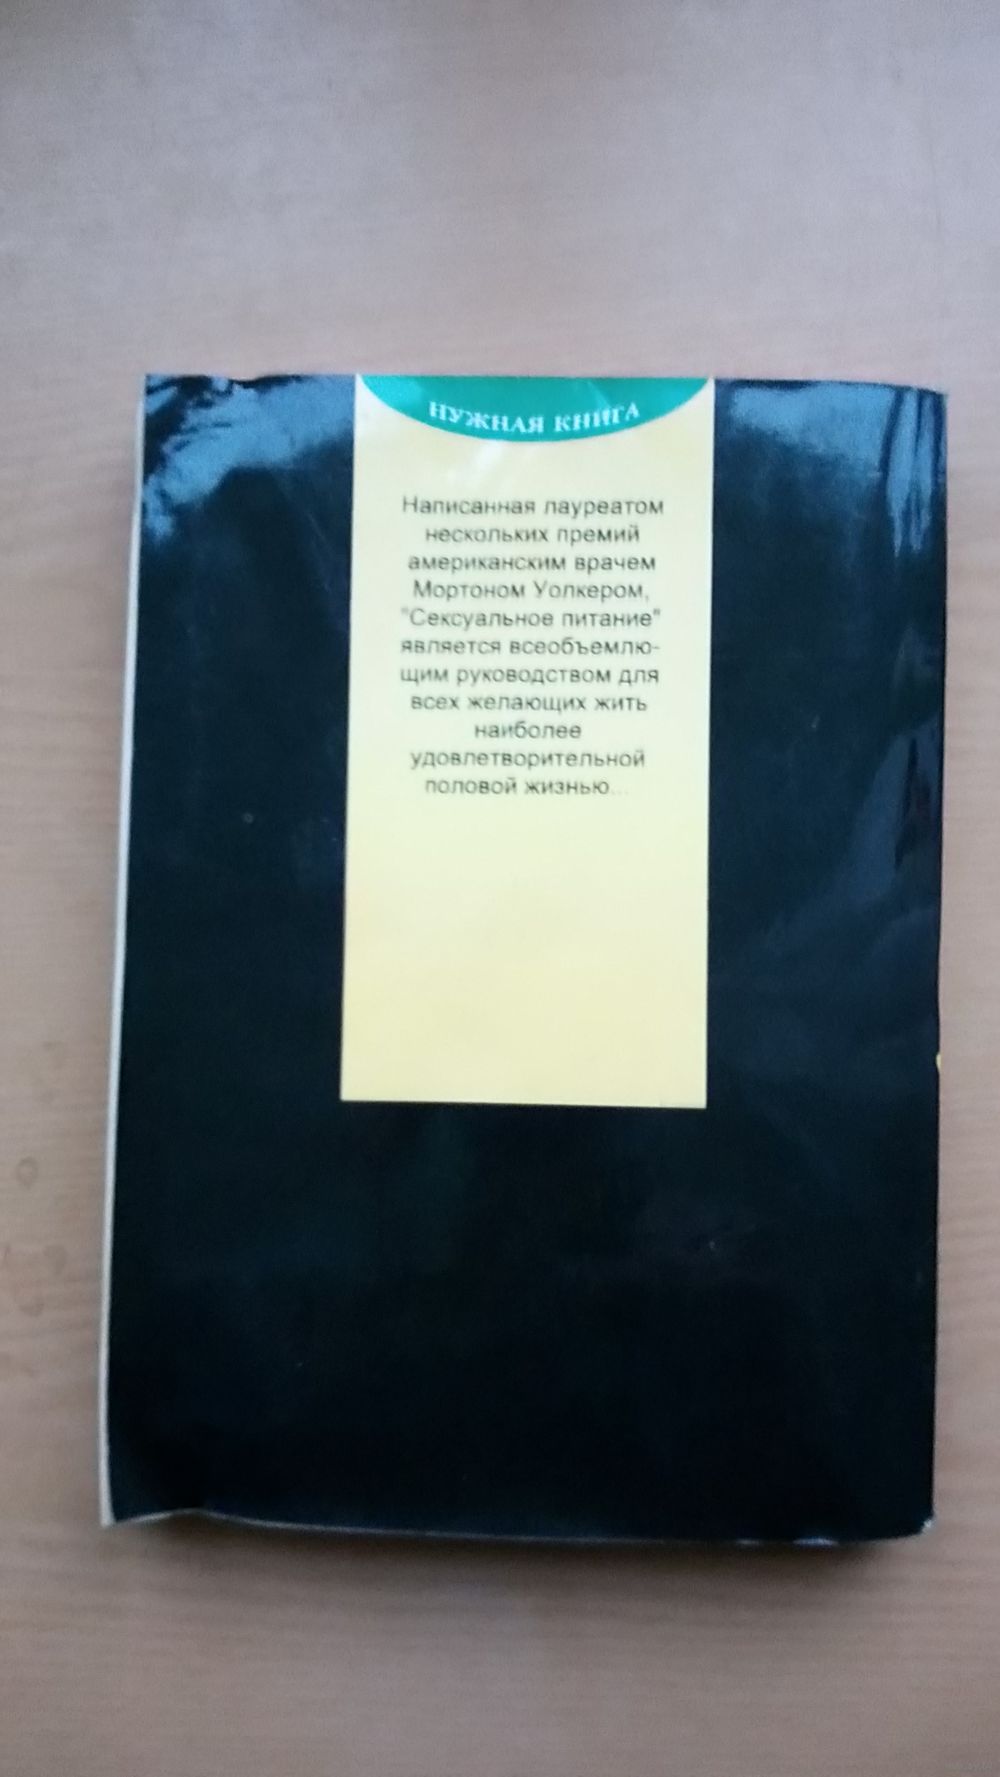 НУЖНАЯ КНИГА
Написанная лауреатом
нескольких премий
американским врачем
Мортоном Уолкером,
"Сексуальное питание"
является всеобъемлю-
щим руководством для
всех желающих жить
наиболее
удовлетворительной
половой жизнью...